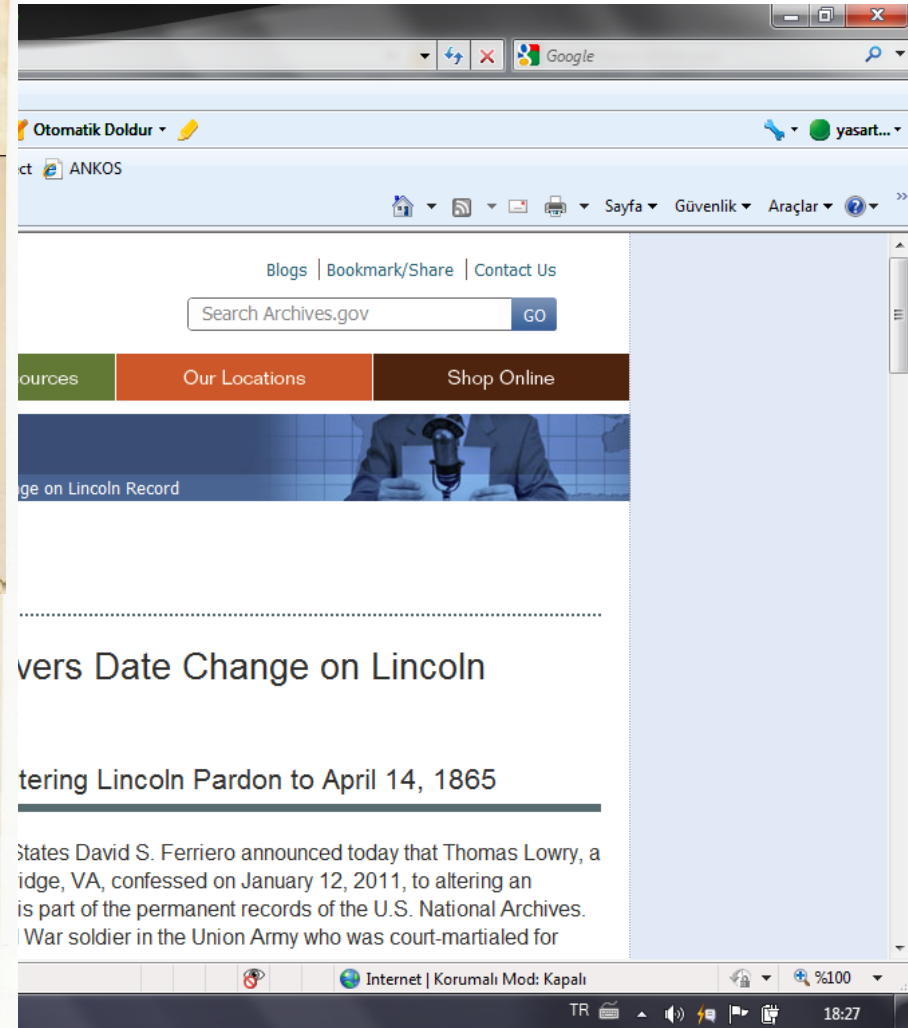 Google
Otomatik Doldur
yasart...
ect ANKOS
Sayfa Güvenlik Araçlar
Blogs | Bookmark/Share | Contact Us
Search Archives.gov GO
ources Our Locations Shop Online
nge on Lincoln Record
vers Date Change on Lincoln
tering Lincoln Pardon to April 14, 1865
States David S. Ferriero announced today that Thomas Lowry, a
ridge, VA, confessed on January 12, 2011, to altering an
is part of the permanent records of the U.S. National Archives.
War soldier in the Union Army who was court-martialed for
Internet | Korumalı Mod: Kapalı %100
TR 18:27